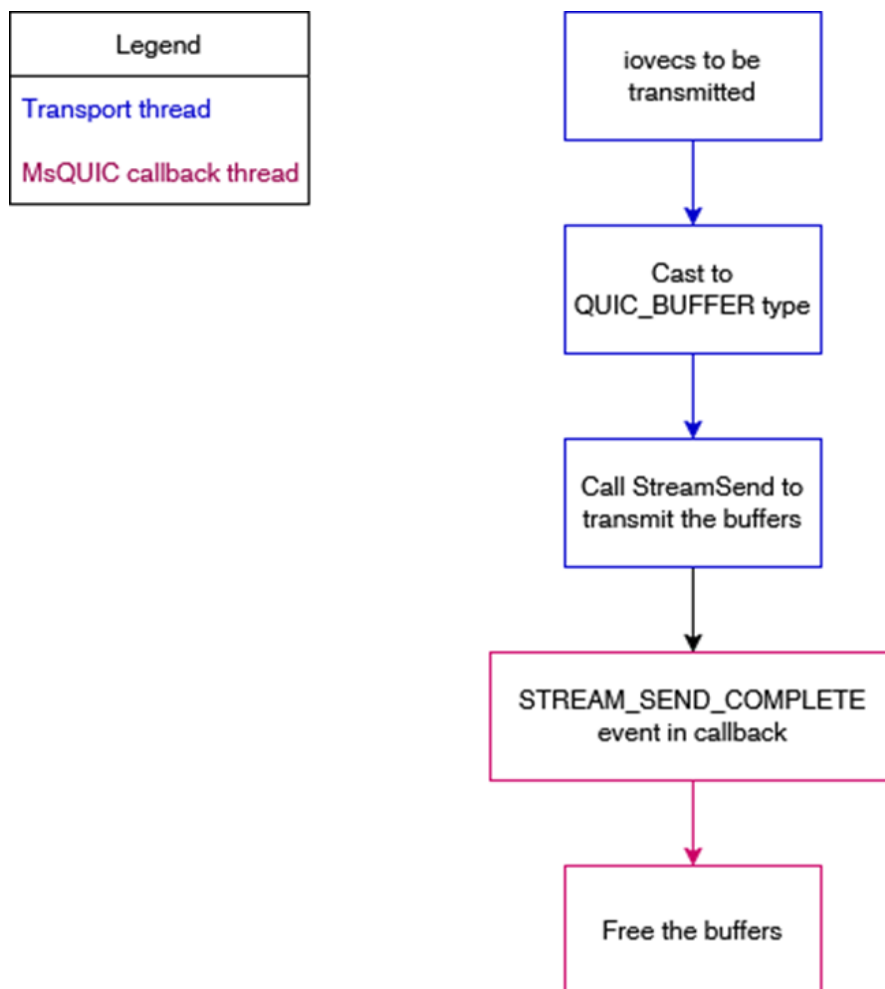 Legend
Transport thread
MsQUIC callback thread
iovecs to be
transmitted
Cast to
QUIC_BUFFER type
Call StreamSend to
transmit the buffers
STREAM_SEND_COMPLETE
event in callback
Free the buffers